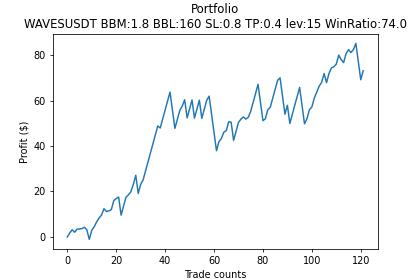 Portfolio
WAVESUSDT BBM:1.8 BBL:160 SL:0.8 TP:0.4 lev:15 WinRatio:74.0
80
60
40
20
0
Profit ($)
0 20 40 60 80 100 120
Trade counts